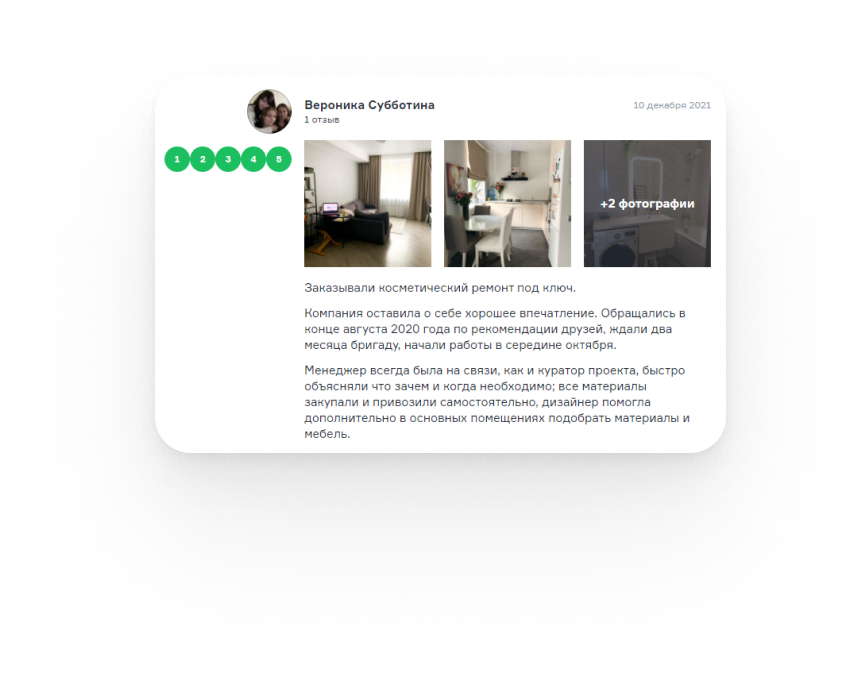 Вероника Субботина
10 декабря 2021
1 отзыв
1 2 3 4 5
+2 фотографии
Заказывали косметический ремонт под ключ.
Компания оставила о себе хорошее впечатление. Обращались в
конце августа 2020 года по рекомендации друзей, ждали два
месяца бригаду, начали работы в середине октября.
Менеджер всегда была на связи, как и куратор проекта, быстро
объясняли что зачем и когда необходимо; все материалы
закупали и привозили самостоятельно, дизайнер помогла
дополнительно в основных помещениях подобрать материалы и
мебель.